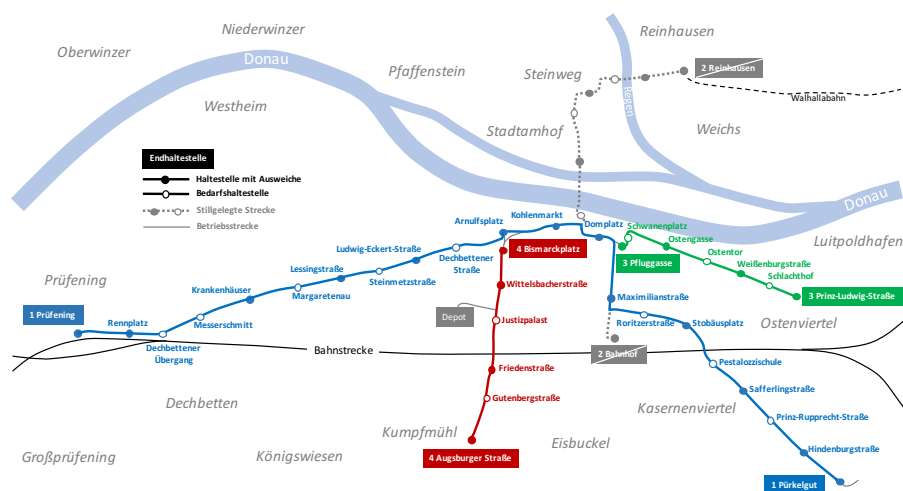 Niederwinzer
Reinhausen
Oberwinzer
Donau
Pfaffenstein
Steinweg
2 Reinhausen
Walhallabahn
Westheim
Regen
Stadtamhof
Weichs
Endhaltestelle
Haltestelle mit Ausweiche
Bedarfshaltestelle
Stillgelegte Strecke
Betriebsstrecke
Donau
Luitpoldhafen
Arnulfsplatz
Kohlenmarkt
Domplatz
Schwanenplatz
Ostengasse
Ludwig-Eckert-Straße
4 Bismarckplatz
Dechbettener
Straße
3 Pfluggasse
Ostentor
Weißenburgstraße
Schlachthof
Lessingstraße
Steinmetzstraße
Prüfening
Krankenhäuser
Margaretenau
Wittelsbacherstraße
Maximilianstraße
3 Prinz-Ludwig-Straße
1 Prüfening
Rennplatz
Messerschmitt
Depot
Justizpalast
Roritzerstraße
Stobäusplatz
Ostenviertel
Dechbettener
Übergang
Bahnstrecke
2 Bahnhof
Pestalozzischule
Friedenstraße
Safferlingstraße
Dechbetten
Gutenbergstraße
Kasernenviertel
Prinz-Rupprecht-Straße
Kumpfmühl
Eisbuckel
Hindenburgstraße
Großprüfening
Königswiesen
4 Augsburger Straße
1 Pürkelgut